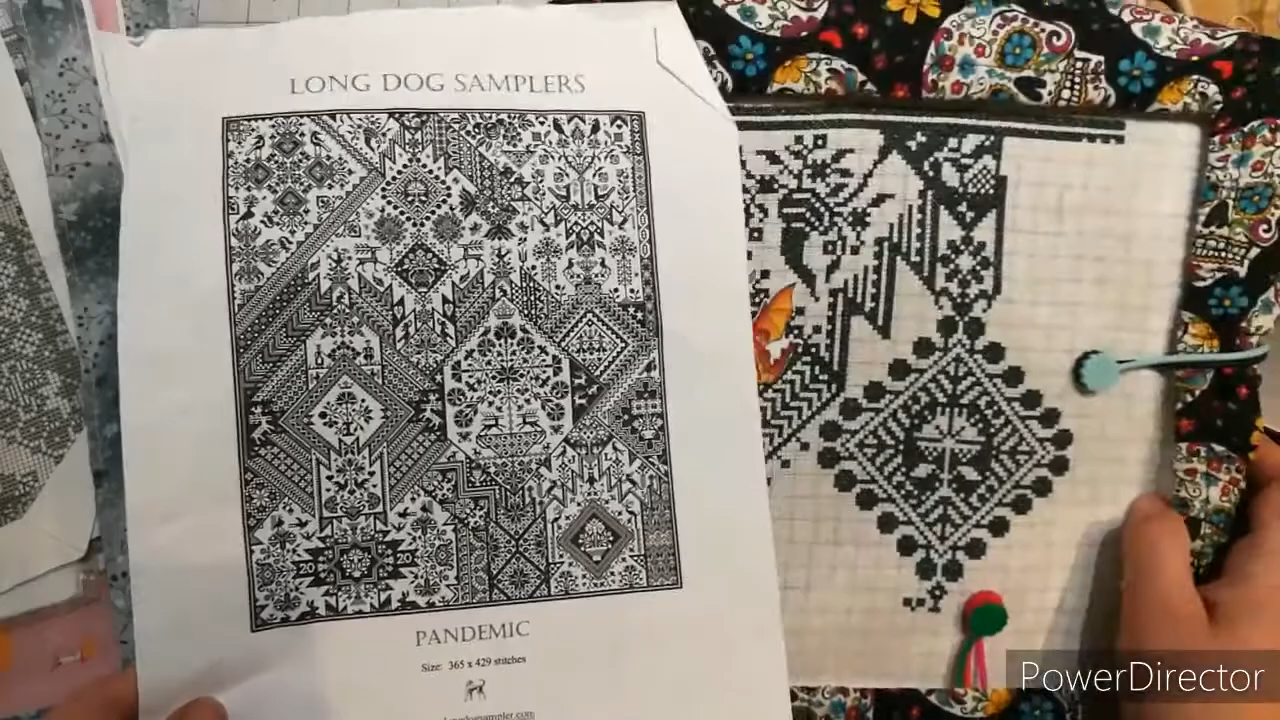 LONG DOG SAMPLERS
20
20
PANDEMIC
Size: 365 x 429 stitches
PowerDirector